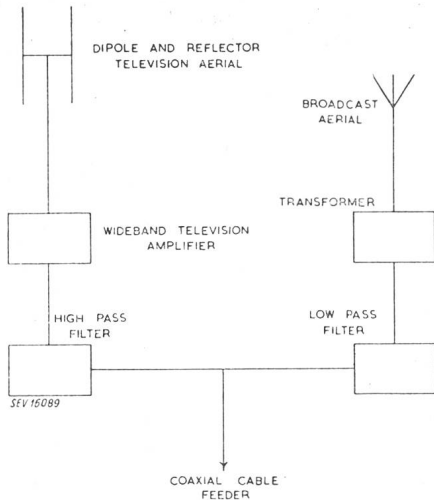 DIPOLE AND REFLECTOR
TELEVISION AERIAL
BROADCAST
AERIAL
TRANSFORMER
WIDEBAND TELEVISION
AMPLIFIER
HIGH PASS
FILTER
LOW PASS
FILTER
SEV 16089
COAXIAL CABLE
FEEDER